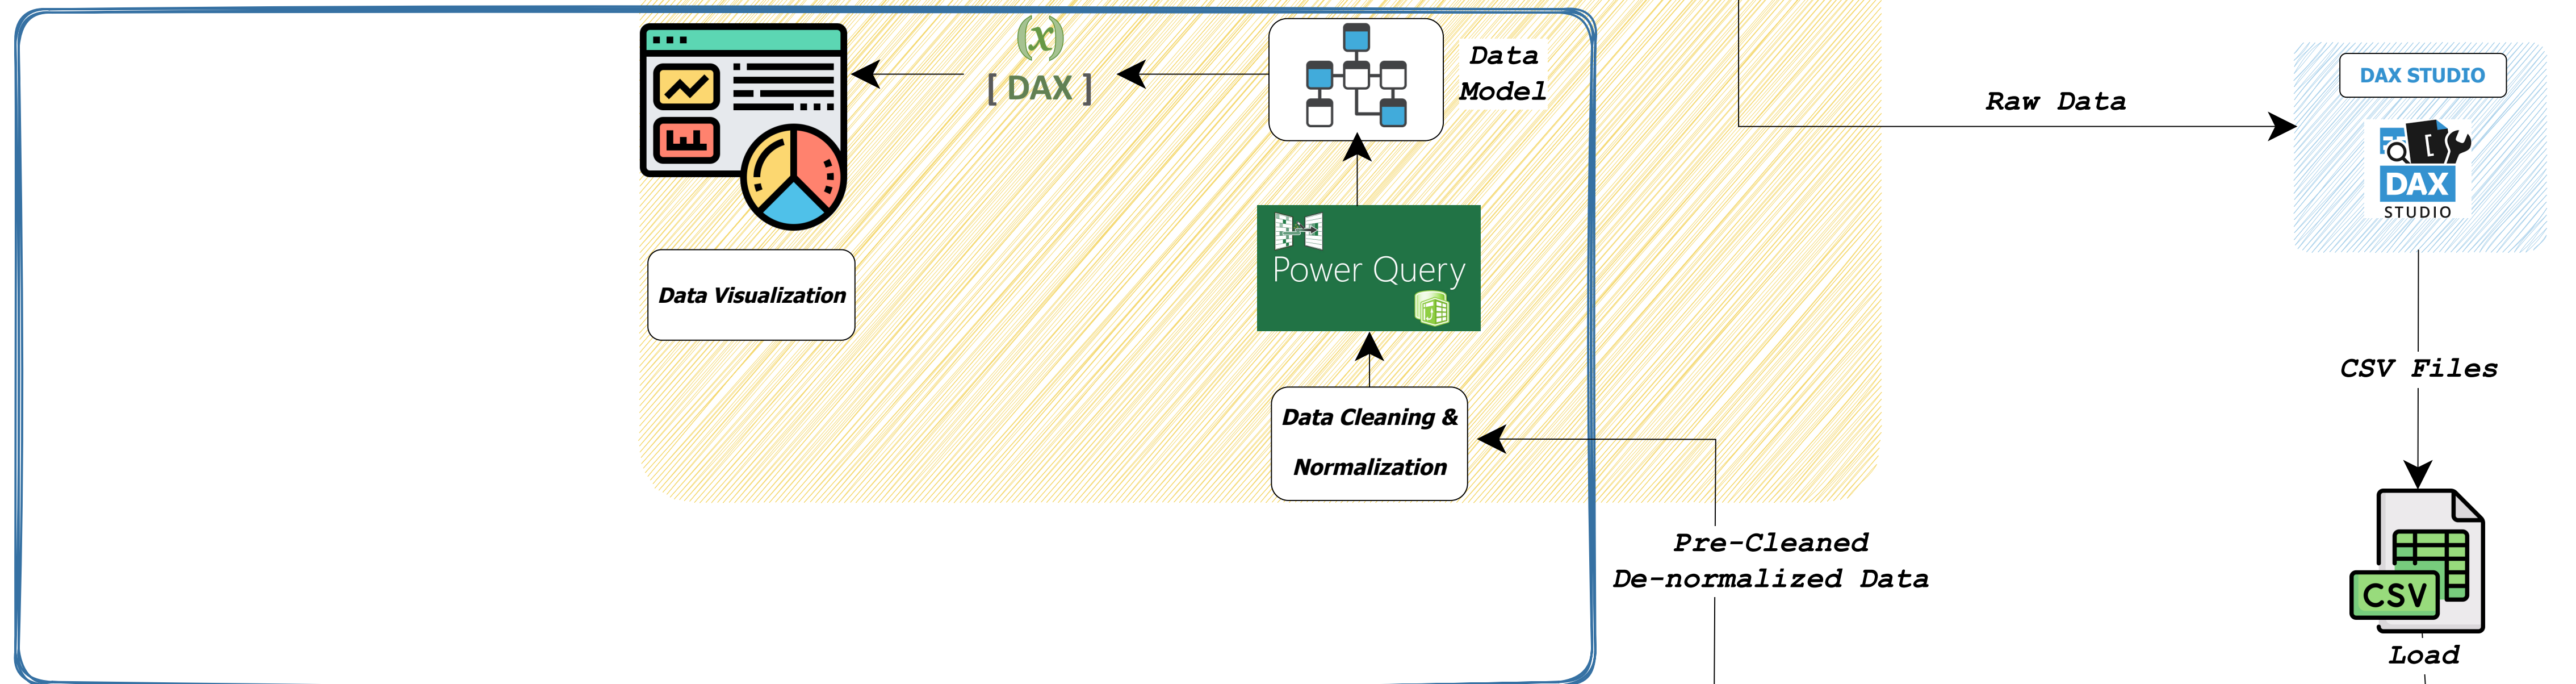 (x)
[ DAX ]
Data
Model
Raw Data
DAX STUDIO
[
DAX
STUDIO
Power Query
Data Visualization
CSV Files
Data Cleaning &
Normalization
Pre-Cleaned
De-normalized Data
CSV
Load